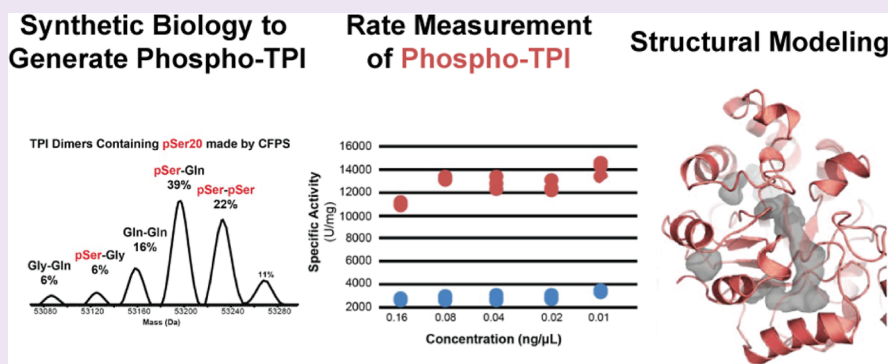 Synthetic Biology to
Generate Phospho-TPI
TPI Dimers Containing pSer20 made by CFPS
pSer-Gln
39%
pSer-pSer
22%
Gln-Gln
16%
Gly-Gln
6%
pSer-Gly
6%
11%
53080
53120
53160
53200
53240
53280
Mass (Da)
Rate Measurement
of Phospho-TPI
Specific Activity
(U/mg)
16000
14000
12000
10000
8000
6000
4000
2000
0.16
0.08
0.04
0.02
0.01
Concentration (ng/µL)
Structural Modeling